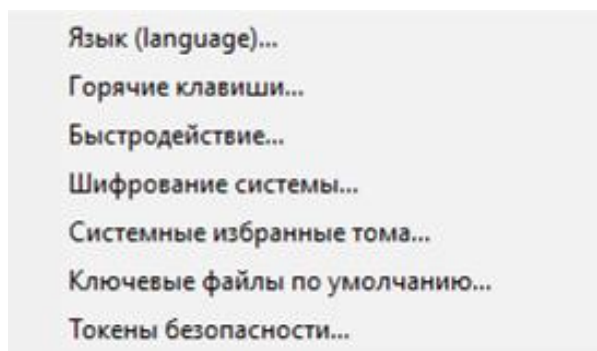 Язык (language)...
Горячие клавиши...
Быстродействие...
Шифрование системы...
Системные избранные тома...
Ключевые файлы по умолчанию...
Токены безопасности...